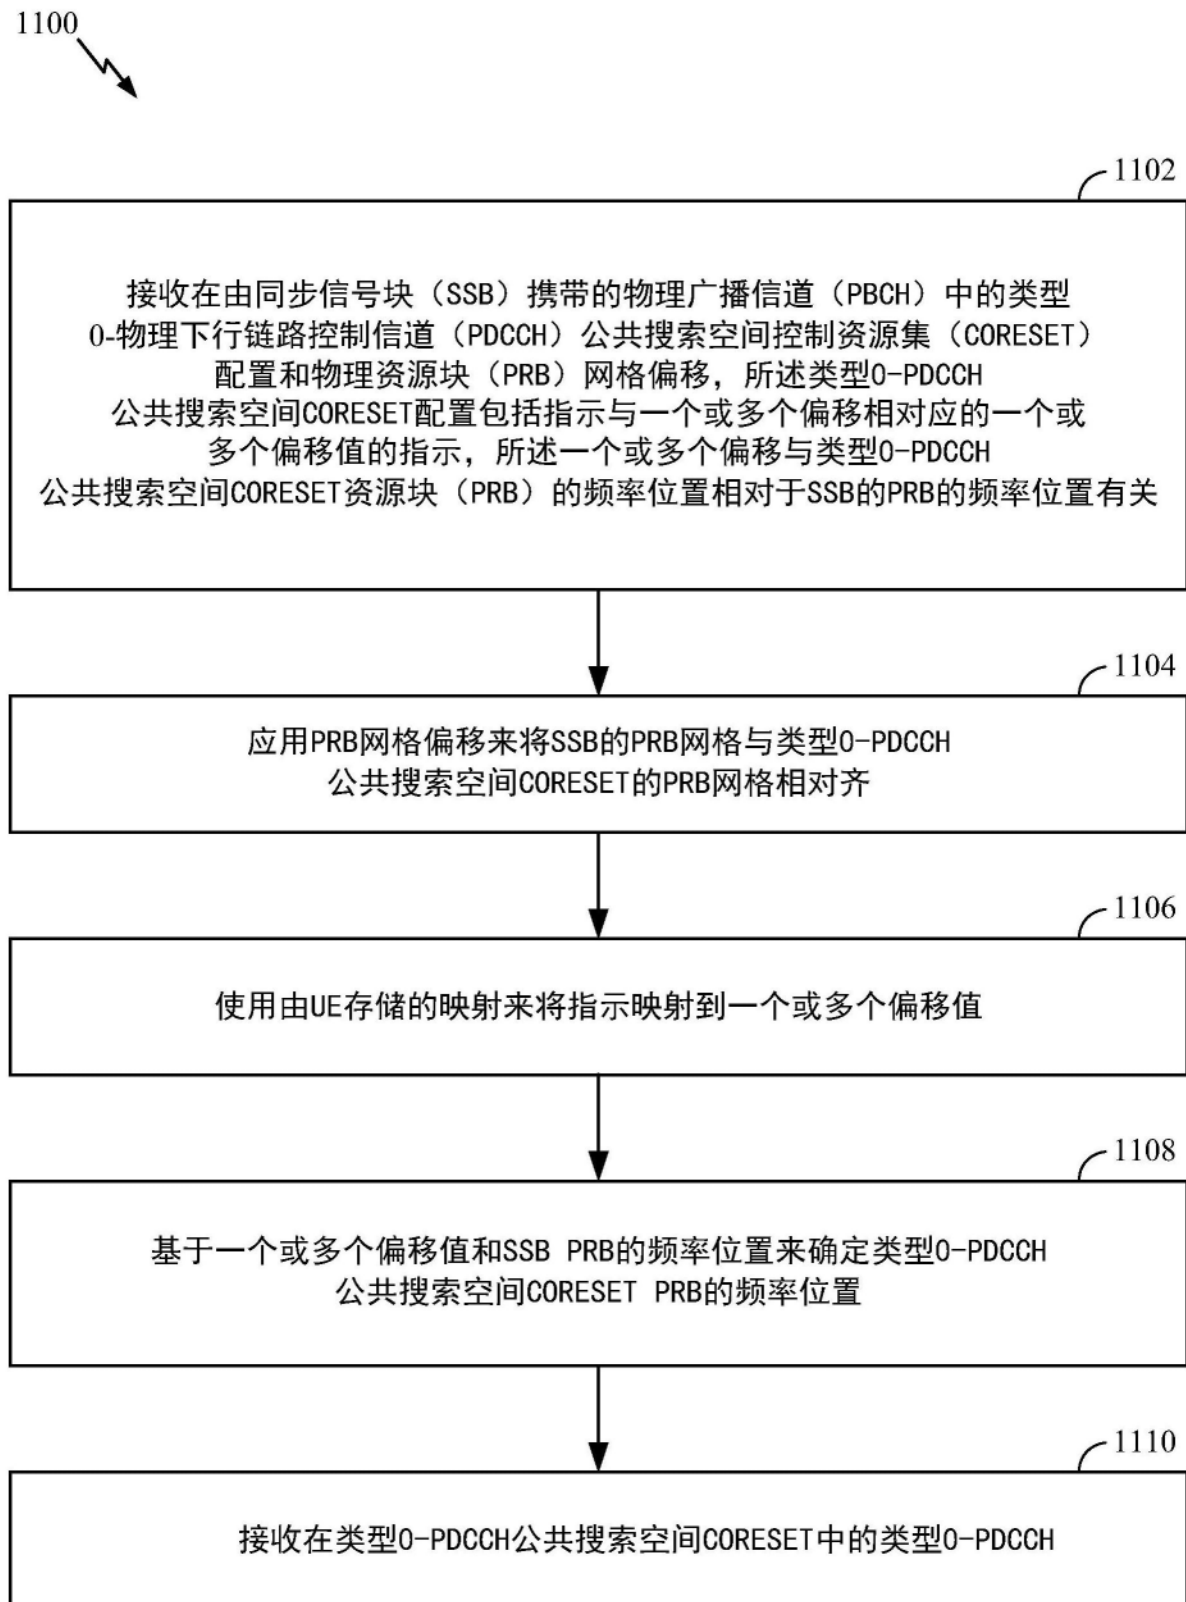 1100
1102
接收在由同步信号块（SSB）携带的物理广播信道（PBCH）中的类型
0-物理下行链路控制信道（PDCCH）公共搜索空间控制资源集（CORESET）
配置和物理资源块（PRB）网格偏移，所述类型0-PDCCH
公共搜索空间CORESET配置包括指示与一个或多个偏移相对应的一个或
多个偏移值的指示，所述一个或多个偏移与类型0-PDCCH
公共搜索空间CORESET资源块（PRB）的频率位置相对于SSB的PRB的频率位置有关
1104
应用PRB网格偏移来将SSB的PRB网格与类型0-PDCCH
公共搜索空间CORESET的PRB网格相对齐
1106
使用由UE存储的映射来将指示映射到一个或多个偏移值
1108
基于一个或多个偏移值和SSB PRB的频率位置来确定类型0-PDCCH
公共搜索空间CORESET PRB的频率位置
1110
接收在类型0-PDCCH公共搜索空间CORESET中的类型0-PDCCH